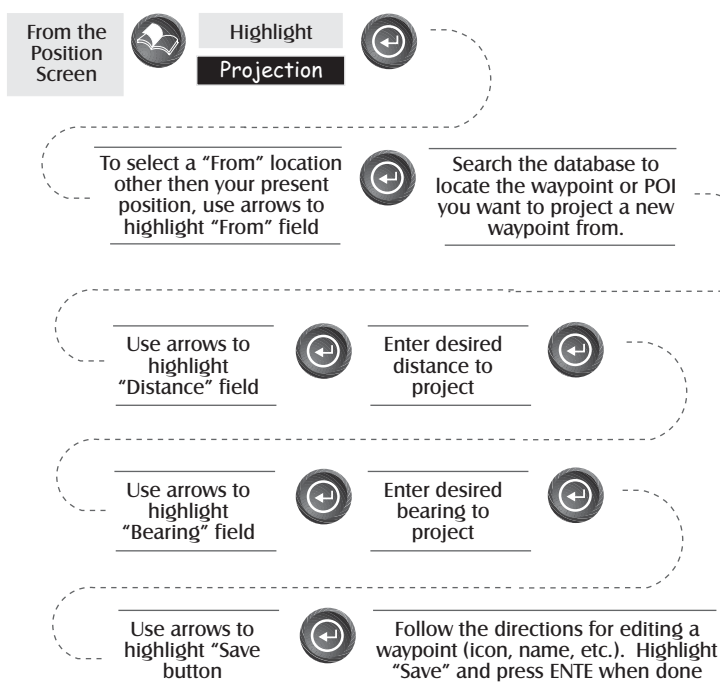 From the
Position
Screen
Highlight
Projection
To select a “From” location
other then your present
position, use arrows to
highlight “From” field
Search the database to
locate the waypoint or POI
you want to project a new
waypoint from.
Use arrows to
highlight
“Distance” field
Enter desired
distance to
project
Use arrows to
highlight
“Bearing” field
Enter desired
bearing to
project
Use arrows to
highlight “Save
button
Follow the directions for editing a
waypoint (icon, name, etc.).  Highlight
“Save” and press ENTE when done